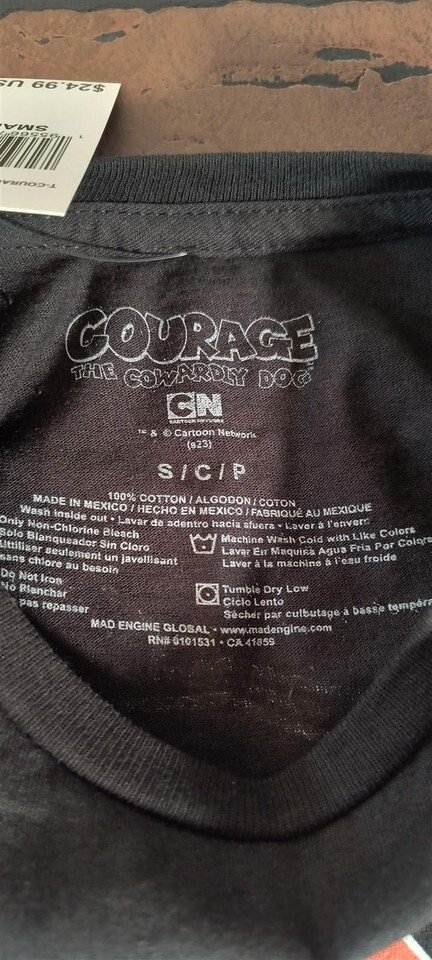 $24.99 US
SMA
T-COURA
COURAGE
THE COWARDLY DOG
CN
CARTOON NETWORK
™ & © Cartoon Network
(s23)
S / C / P
100% COTTON / ALGODON / COTON
MADE IN MEXICO / HECHO EN MEXICO / FABRIQUÉ AU MEXIQUE
Wash inside out • Lavar de adentro hacia afuera • Laver à l'envers
Only Non-Chlorine Bleach
Solo Blanqueador Sin Cloro
Utiliser seulement un javellisant
sans chlore au besoin
Machine Wash Cold with Like Colors
Lavar En Maquina Agua Fria Por Colore
Laver à la machine à l'eau froide
Do Not Iron
No Planchar
pas repasser
Tumble Dry Low
Ciclo Lento
Sécher par culbutage à basse tempéra
MAD ENGINE GLOBAL • www.madengine.com
RN# 0101531 • CA 41859